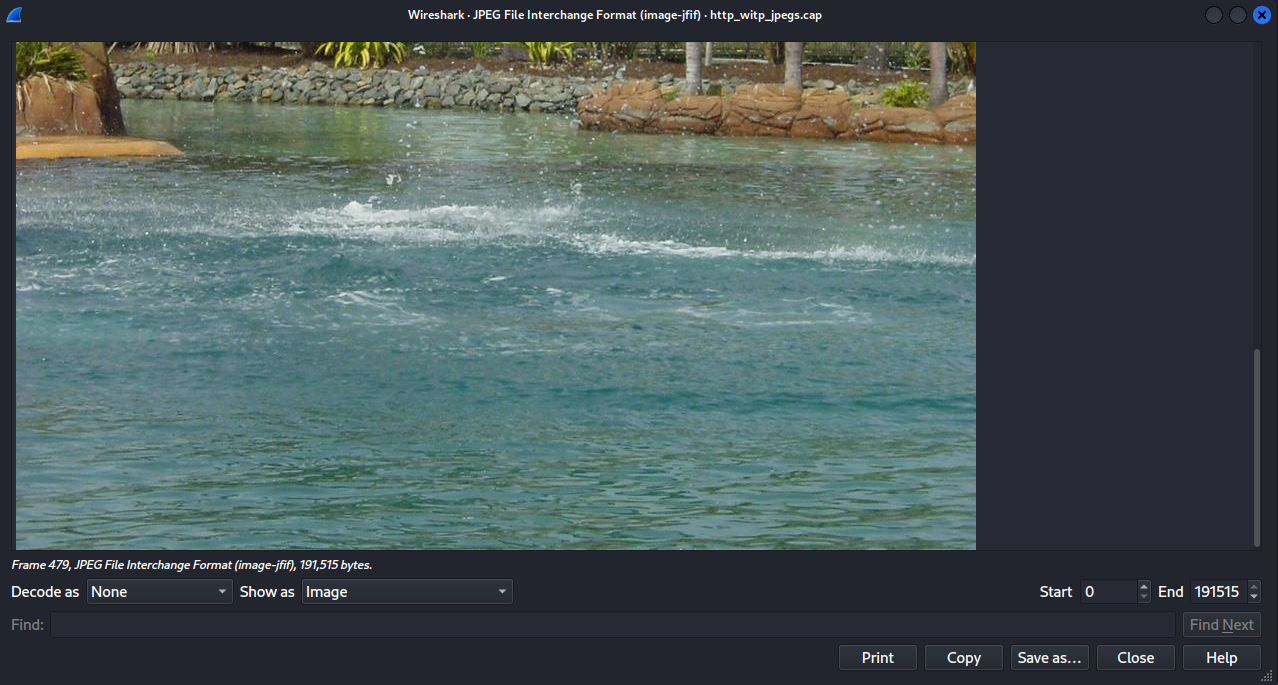 Wireshark · JPEG File Interchange Format (image-jfif) · http_witp_jpegs.cap
Frame 479, JPEG File Interchange Format (image-jfif), 191,515 bytes.
Decode as None Show as Image Start 0 End 191515
Find: Find Next
Print Copy Save as... Close Help